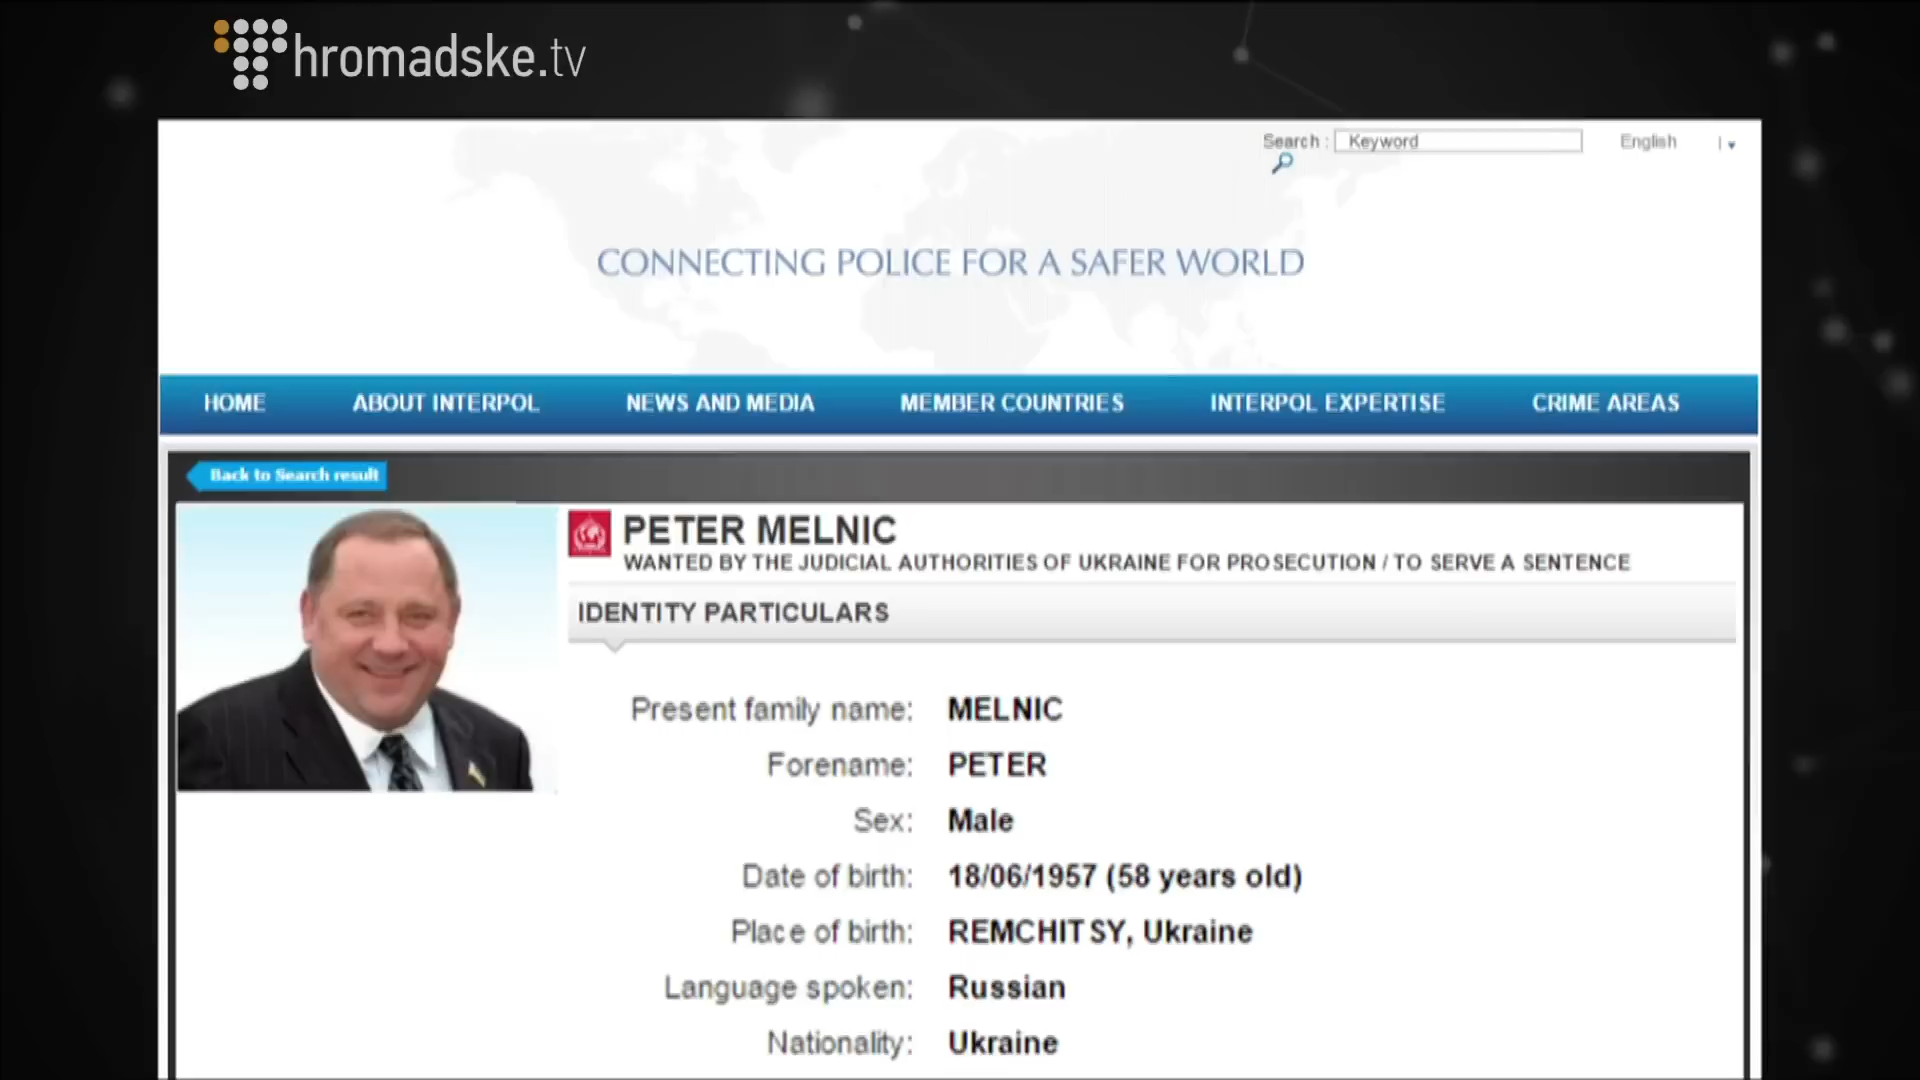 hromadske.tv
Search : Keyword English
CONNECTING POLICE FOR A SAFER WORLD
HOME ABOUT INTERPOL NEWS AND MEDIA MEMBER COUNTRIES INTERPOL EXPERTISE CRIME AREAS
Back to Search result
PETER MELNIC
WANTED BY THE JUDICIAL AUTHORITIES OF UKRAINE FOR PROSECUTION / TO SERVE A SENTENCE
IDENTITY PARTICULARS
Present family name: MELNIC
Forename: PETER
Sex: Male
Date of birth: 18/06/1957 (58 years old)
Place of birth: REMCHITSY, Ukraine
Language spoken: Russian
Nationality: Ukraine